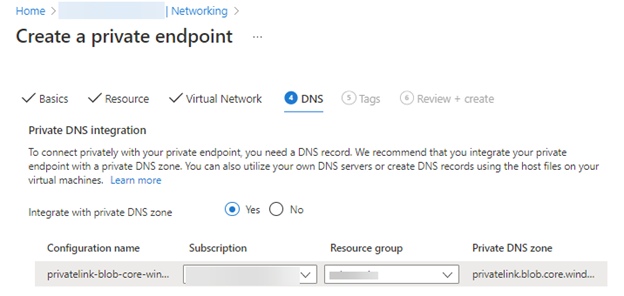 Home > | Networking >
Create a private endpoint ...
Basics Resource Virtual Network 4 DNS 5 Tags 6 Review + create
Private DNS integration
To connect privately with your private endpoint, you need a DNS record. We recommend that you integrate your private
endpoint with a private DNS zone. You can also utilize your own DNS servers or create DNS records using the host files on your
virtual machines. Learn more
Integrate with private DNS zone Yes No
Configuration name Subscription Resource group Private DNS zone
privatelink-blob-core-win... privatelink.blob.core.wind...